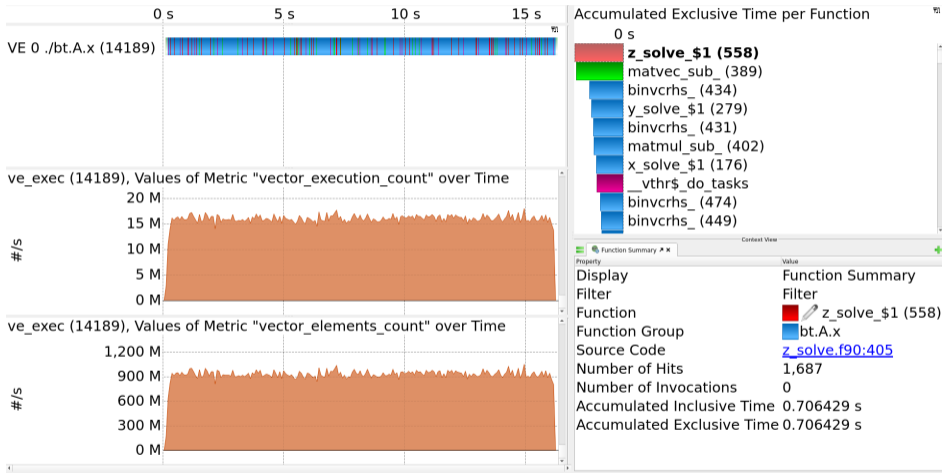 0 s 5 s 10 s 15 s
VE 0 ./bt.A.x (14189)
ve_exec (14189), Values of Metric "vector_execution_count" over Time
20 M
15 M
10 M
5 M
0 M
#/s
ve_exec (14189), Values of Metric "vector_elements_count" over Time
1,200 M
900 M
600 M
300 M
0 M
#/s
Accumulated Exclusive Time per Function
0 s
z_solve_$1 (558)
matvec_sub_ (389)
binvcrhs_ (434)
y_solve_$1 (279)
binvcrhs_ (431)
matmul_sub_ (402)
x_solve_$1 (176)
__vthr$_do_tasks
binvcrhs_ (474)
binvcrhs_ (449)
Context View
Function Summary
Property Value
Display Function Summary
Filter Filter
Function z_solve_$1 (558)
Function Group bt.A.x
Source Code z_solve.f90:405
Number of Hits 1,687
Number of Invocations 0
Accumulated Inclusive Time 0.706429 s
Accumulated Exclusive Time 0.706429 s